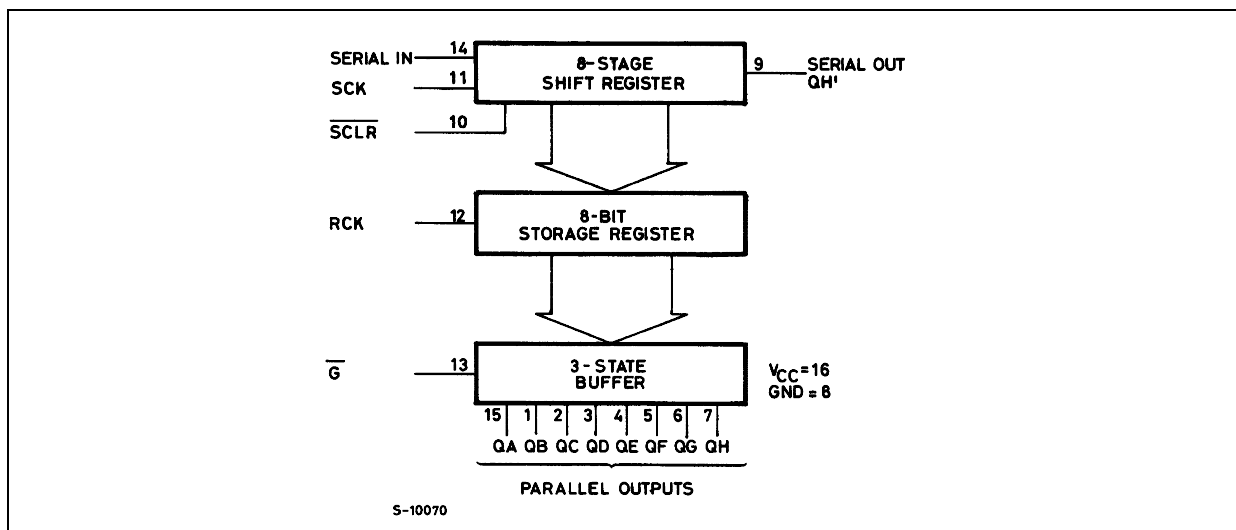 SERIAL IN 14
SCK 11
SCLR 10
8-STAGE
SHIFT REGISTER
9 SERIAL OUT
QH'
RCK 12
8-BIT
STORAGE REGISTER
G 13
3-STATE
BUFFER
VCC=16
GND=8
15 1 2 3 4 5 6 7
QA QB QC QD QE QF QG QH
PARALLEL OUTPUTS
S-10070